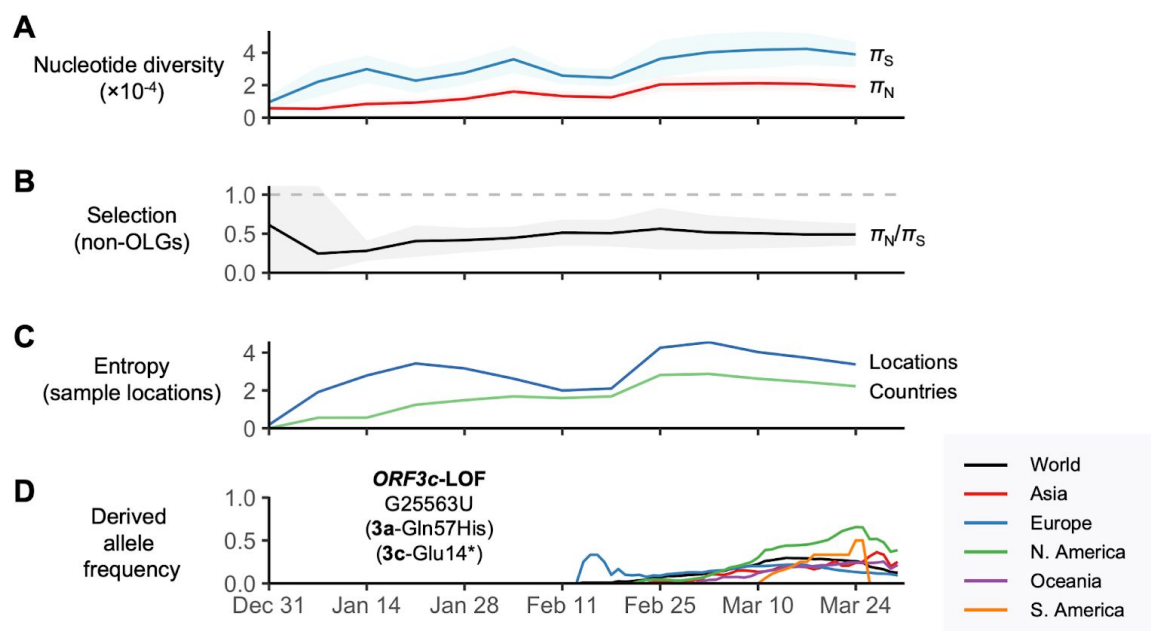 A
Nucleotide diversity
(×10-4)
4
2
0
πS
πN
B
Selection
(non-OLGs)
1.0
0.5
0.0
πN/πS
C
Entropy
(sample locations)
4
2
0
Locations
Countries
D
Derived
allele
frequency
1.0
0.5
0.0
ORF3c-LOF
G25563U
(3a-Gln57His)
(3c-Glu14*)
Dec 31 Jan 14 Jan 28 Feb 11 Feb 25 Mar 10 Mar 24
World
Asia
Europe
N. America
Oceania
S. America